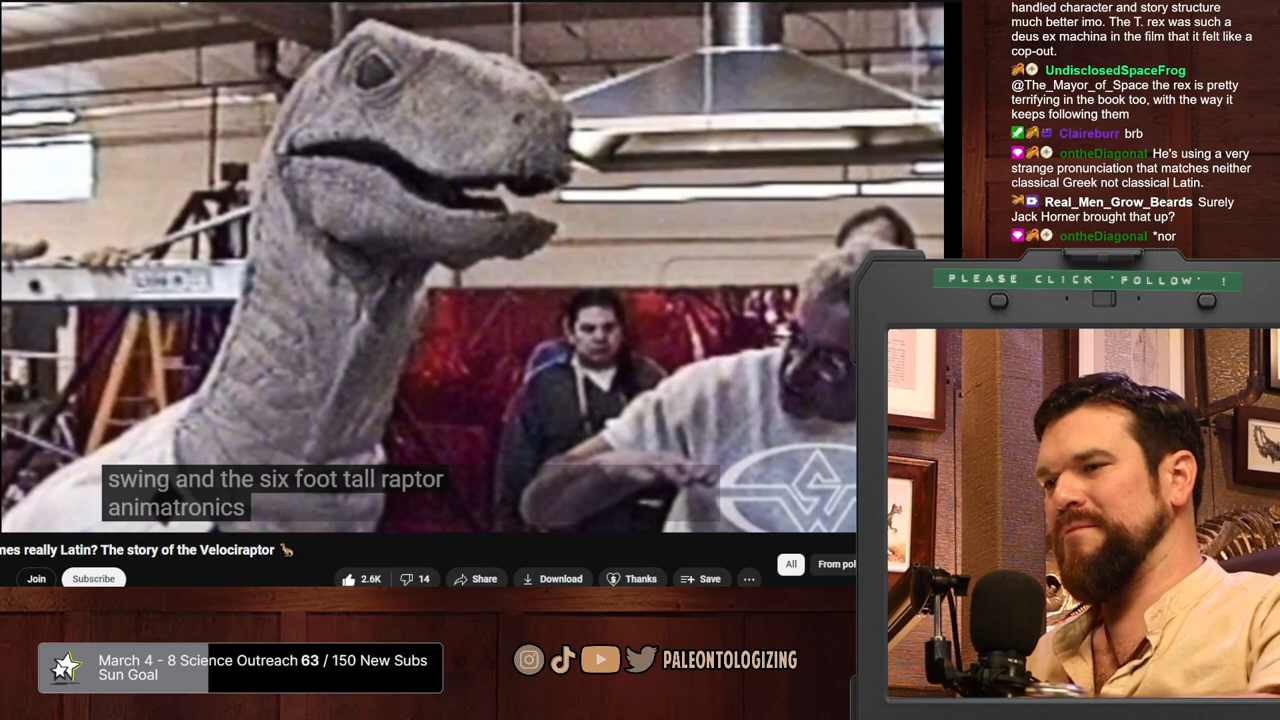 handled character and story structure
much better imo. The T. rex was such a
deus ex machina in the film that it felt like a
cop-out.
UndisclosedSpaceFrog
@The_Mayor_of_Space the rex is pretty
terrifying in the book too, with the way it
keeps following them
Claireburr brb
ontheDiagonal He's using a very
strange pronunciation that matches neither
classical Greek not classical Latin.
Real_Men_Grow_Beards Surely
Jack Horner brought that up?
ontheDiagonal *nor
PLEASE CLICK 'FOLLOW' !
swing and the six foot tall raptor
animatronics
mes really Latin? The story of the Velociraptor
Join Subscribe 2.6K 14 Share Download Thanks Save ... All From
March 4 - 8 Science Outreach 63 / 150 New Subs
Sun Goal
PALEONTOLOGIZING